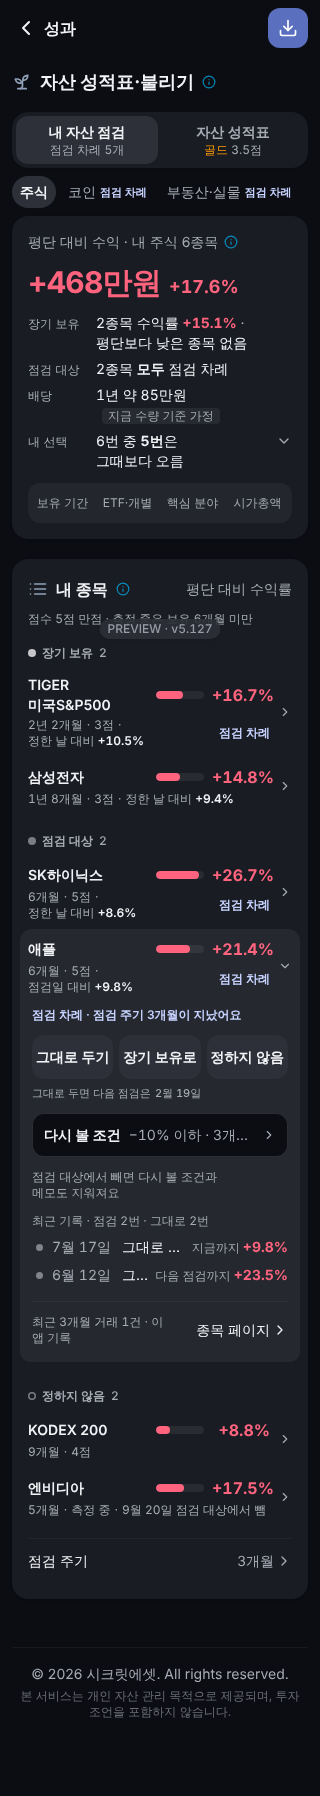 성과
자산 성적표·불리기
내 자산 점검
점검 차례 5개
자산 성적표
골드 3.5점
주식
코인 점검 차례
부동산·실물 점검 차례
평단 대비 수익 · 내 주식 6종목
+468만원 +17.6%
장기 보유 2종목 수익률 +15.1% ·
평단보다 낮은 종목 없음
점검 대상 2종목 모두 점검 차례
배당 1년 약 85만원
지금 수량 기준 가정
내 선택 6번 중 5번은
그때보다 오름
보유 기간 ETF·개별 핵심 분야 시가총액
내 종목 평단 대비 수익률
점수 5점 만점 · 측정 중은 보유 6개월 미만
PREVIEW · v5.127
장기 보유 2
TIGER
미국S&P500 +16.7%
2년 2개월 · 3점 ·
정한 날 대비 +10.5%
점검 차례
삼성전자 +14.8%
1년 8개월 · 3점 · 정한 날 대비 +9.4%
점검 대상 2
SK하이닉스 +26.7%
6개월 · 5점 ·
정한 날 대비 +8.6%
점검 차례
애플 +21.4%
6개월 · 5점 ·
점검일 대비 +9.8%
점검 차례
점검 차례 · 점검 주기 3개월이 지났어요
그대로 두기 장기 보유로 정하지 않음
그대로 두면 다음 점검은 2월 19일
다시 볼 조건 −10% 이하 · 3개...
점검 대상에서 빼면 다시 볼 조건과
메모도 지워져요
최근 기록 · 점검 2번 · 그대로 2번
7월 17일 그대로 ... 지금까지 +9.8%
6월 12일 그... 다음 점검까지 +23.5%
최근 3개월 거래 1건 · 이
앱 기록
종목 페이지
정하지 않음 2
KODEX 200 +8.8%
9개월 · 4점
엔비디아 +17.5%
5개월 · 측정 중 · 9월 20일 점검 대상에서 뺌
점검 주기 3개월
© 2026 시크릿에셋. All rights reserved.
본 서비스는 개인 자산 관리 목적으로 제공되며, 투자
조언을 포함하지 않습니다.